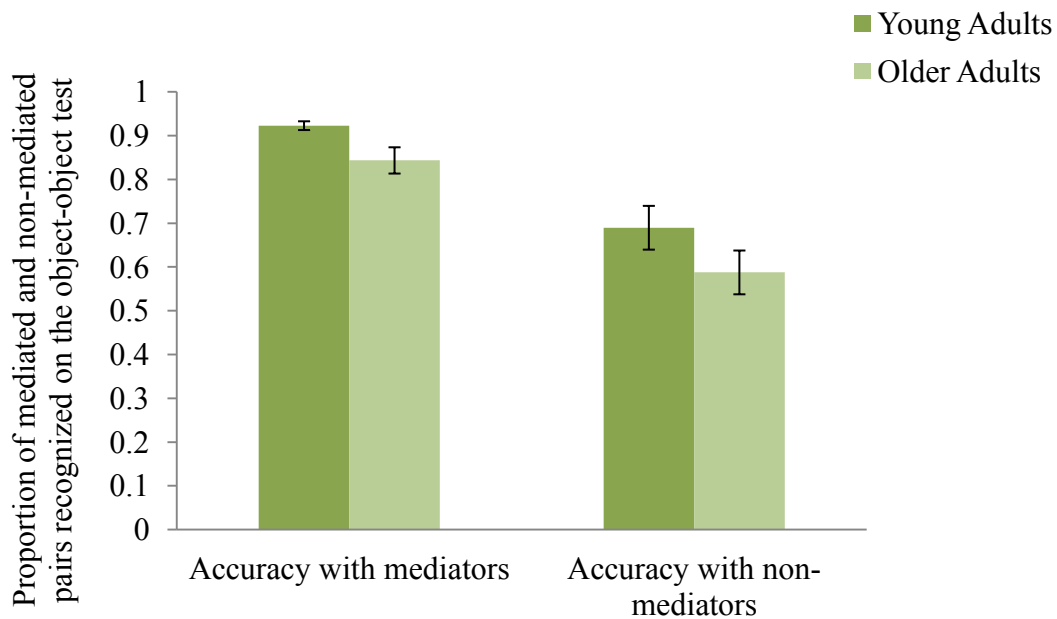 Young Adults
Older Adults
Proportion of mediated and non-mediated
pairs recognized on the object-object test
1
0.9
0.8
0.7
0.6
0.5
0.4
0.3
0.2
0.1
0
Accuracy with mediators
Accuracy with non-
mediators